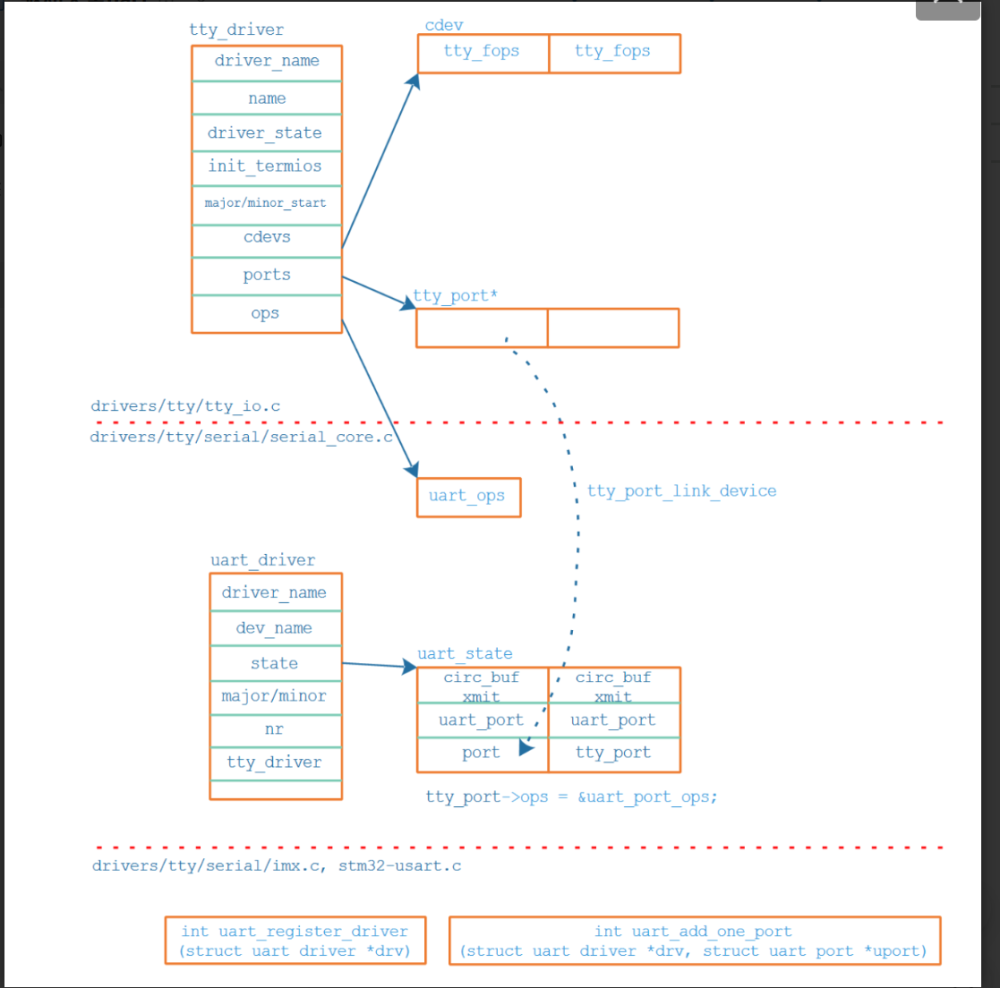 tty_driver
driver_name
name
driver_state
init_termios
major/minor_start
cdevs
ports
ops
cdev
tty_fops
tty_fops
tty_port*
drivers/tty/tty_io.c
drivers/tty/serial/serial_core.c
uart_ops
tty_port_link_device
uart_driver
driver_name
dev_name
state
major/minor
nr
tty_driver
uart_state
circ_buf
xmit
circ_buf
xmit
uart_port
uart_port
port
tty_port
tty_port->ops = &uart_port_ops;
drivers/tty/serial/imx.c, stm32-usart.c
int uart_register_driver
(struct uart driver *drv)
int uart_add_one_port
(struct uart driver *drv, struct uart port *uport)